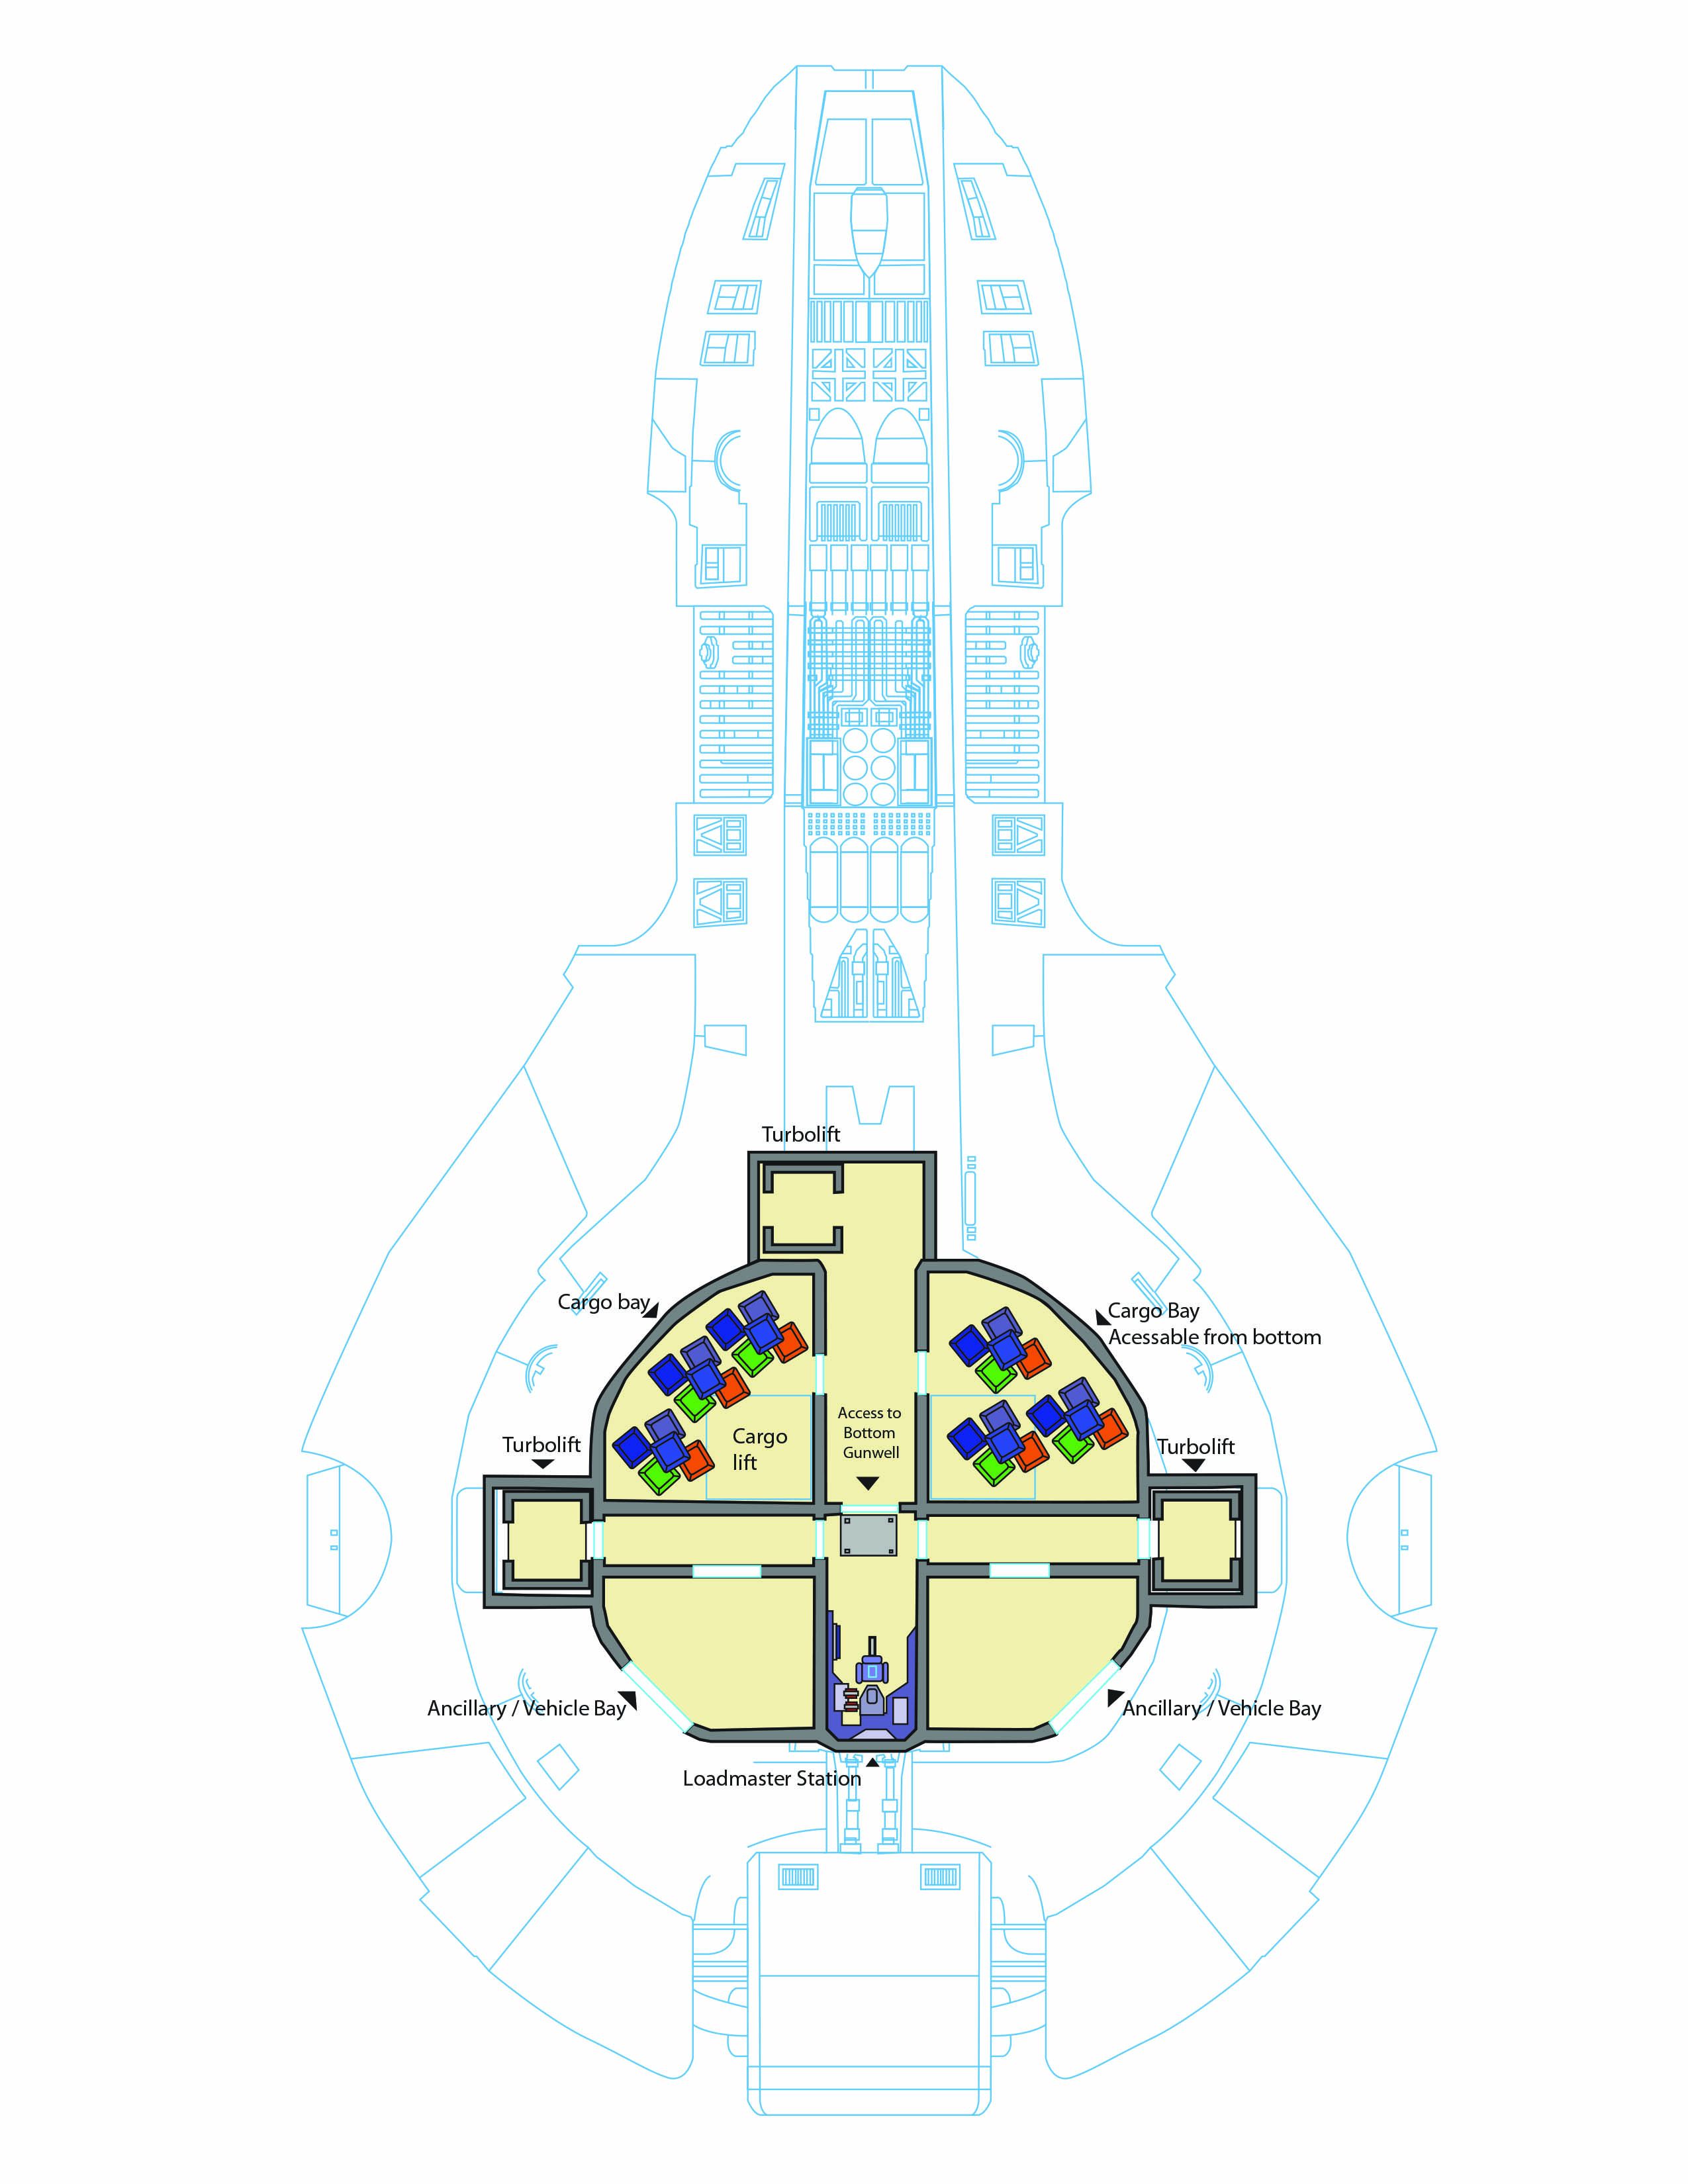 Turbolift
Cargo bay
Cargo Bay
Acessable from bottom
Access to
Bottom
Gunwell
Cargo
lift
Turbolift
Turbolift
Ancillary / Vehicle Bay
Ancillary / Vehicle Bay
Loadmaster Station